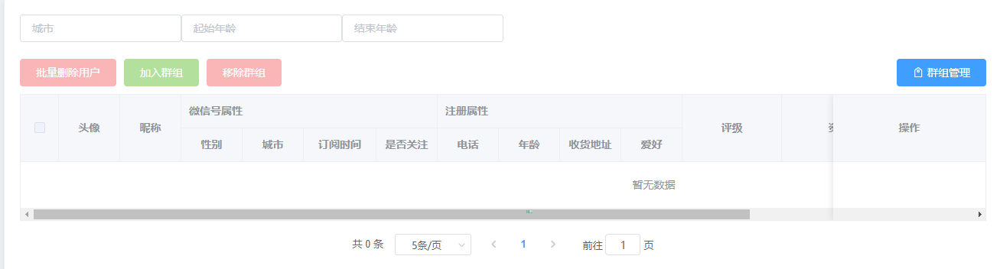 城市 起始年龄 结束年龄
批量删除用户 加入群组 移除群组 群组管理
头像 昵称 微信号属性 注册属性 评级 操作
性别 城市 订阅时间 是否关注 电话 年龄 收货地址 爱好
暂无数据
共 0 条 5条/页 1 前往 1 页